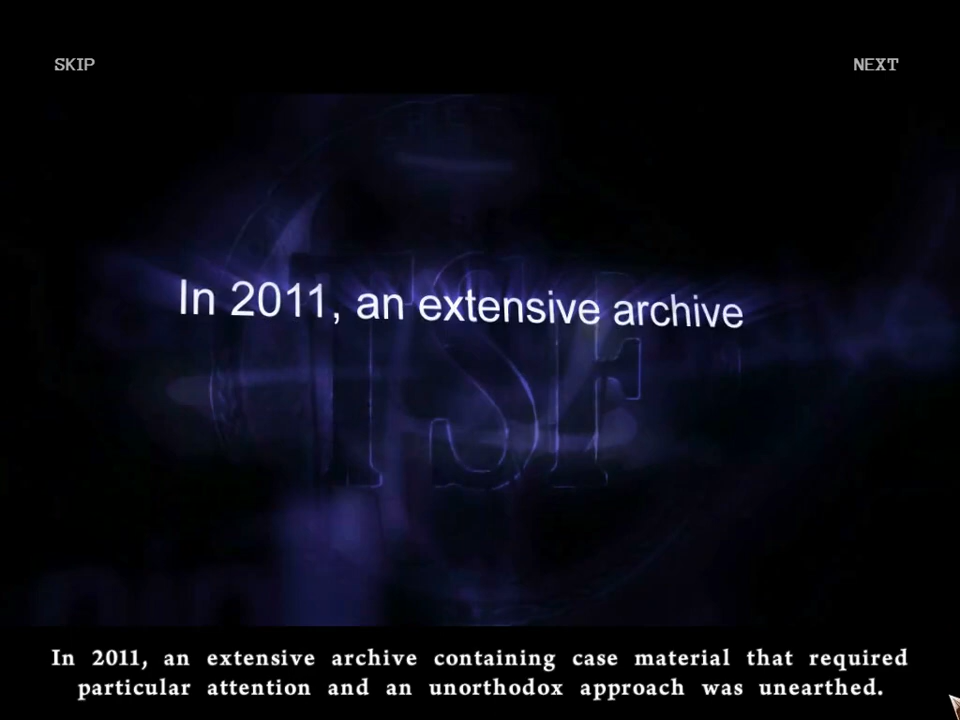 SKIP
NEXT
In 2011, an extensive archive
TSF
In 2011, an extensive archive containing case material that required
particular attention and an unorthodox approach was unearthed.